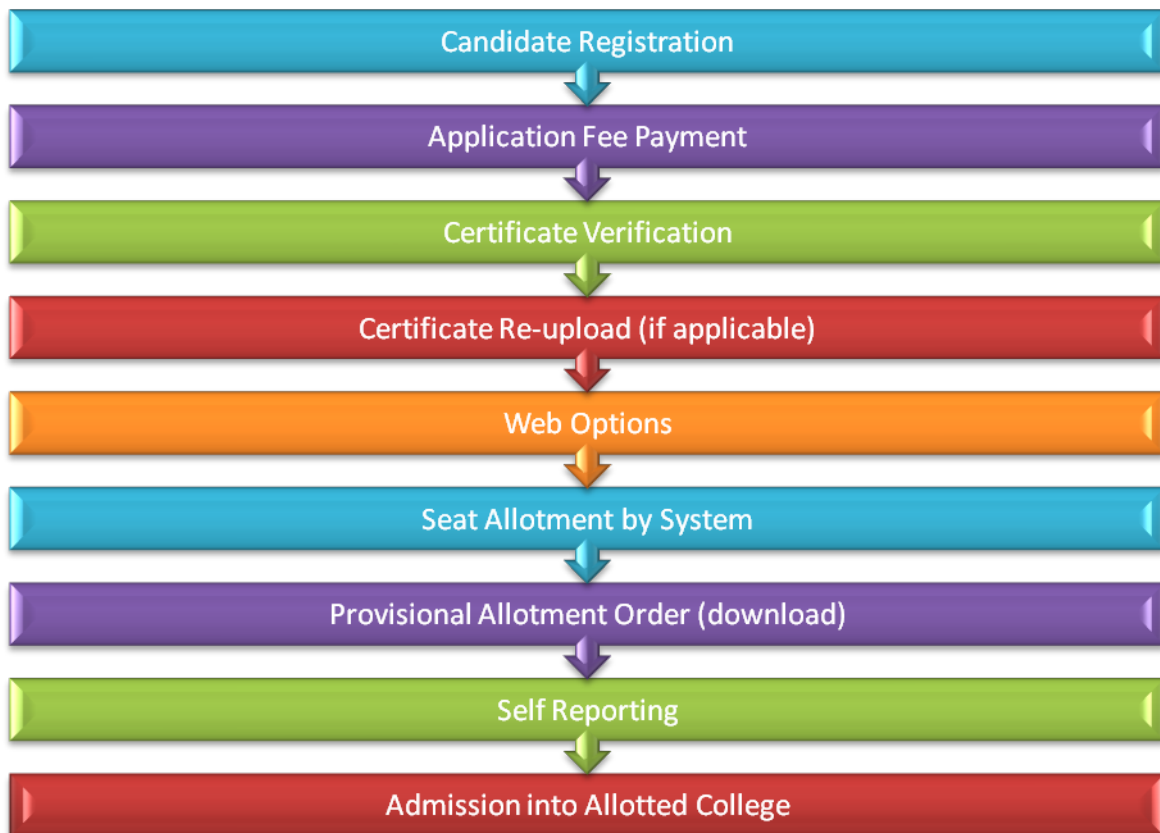 Candidate Registration
Application Fee Payment
Certificate Verification
Certificate Re-upload (if applicable)
Web Options
Seat Allotment by System
Provisional Allotment Order (download)
Self Reporting
Admission into Allotted College